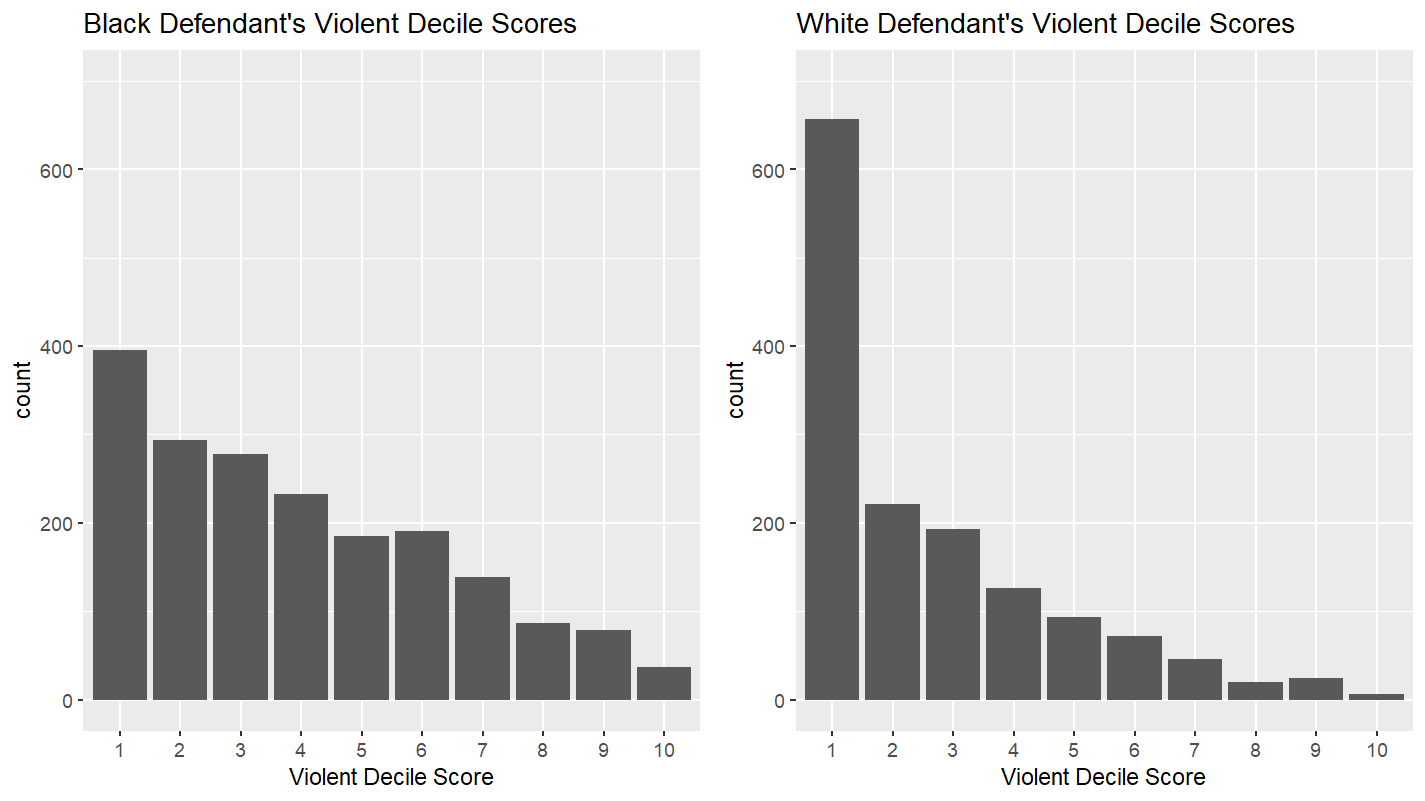 Black Defendant's Violent Decile Scores
600
400
200
0
count
1 2 3 4 5 6 7 8 9 10
Violent Decile Score
White Defendant's Violent Decile Scores
600
400
200
0
count
1 2 3 4 5 6 7 8 9 10
Violent Decile Score